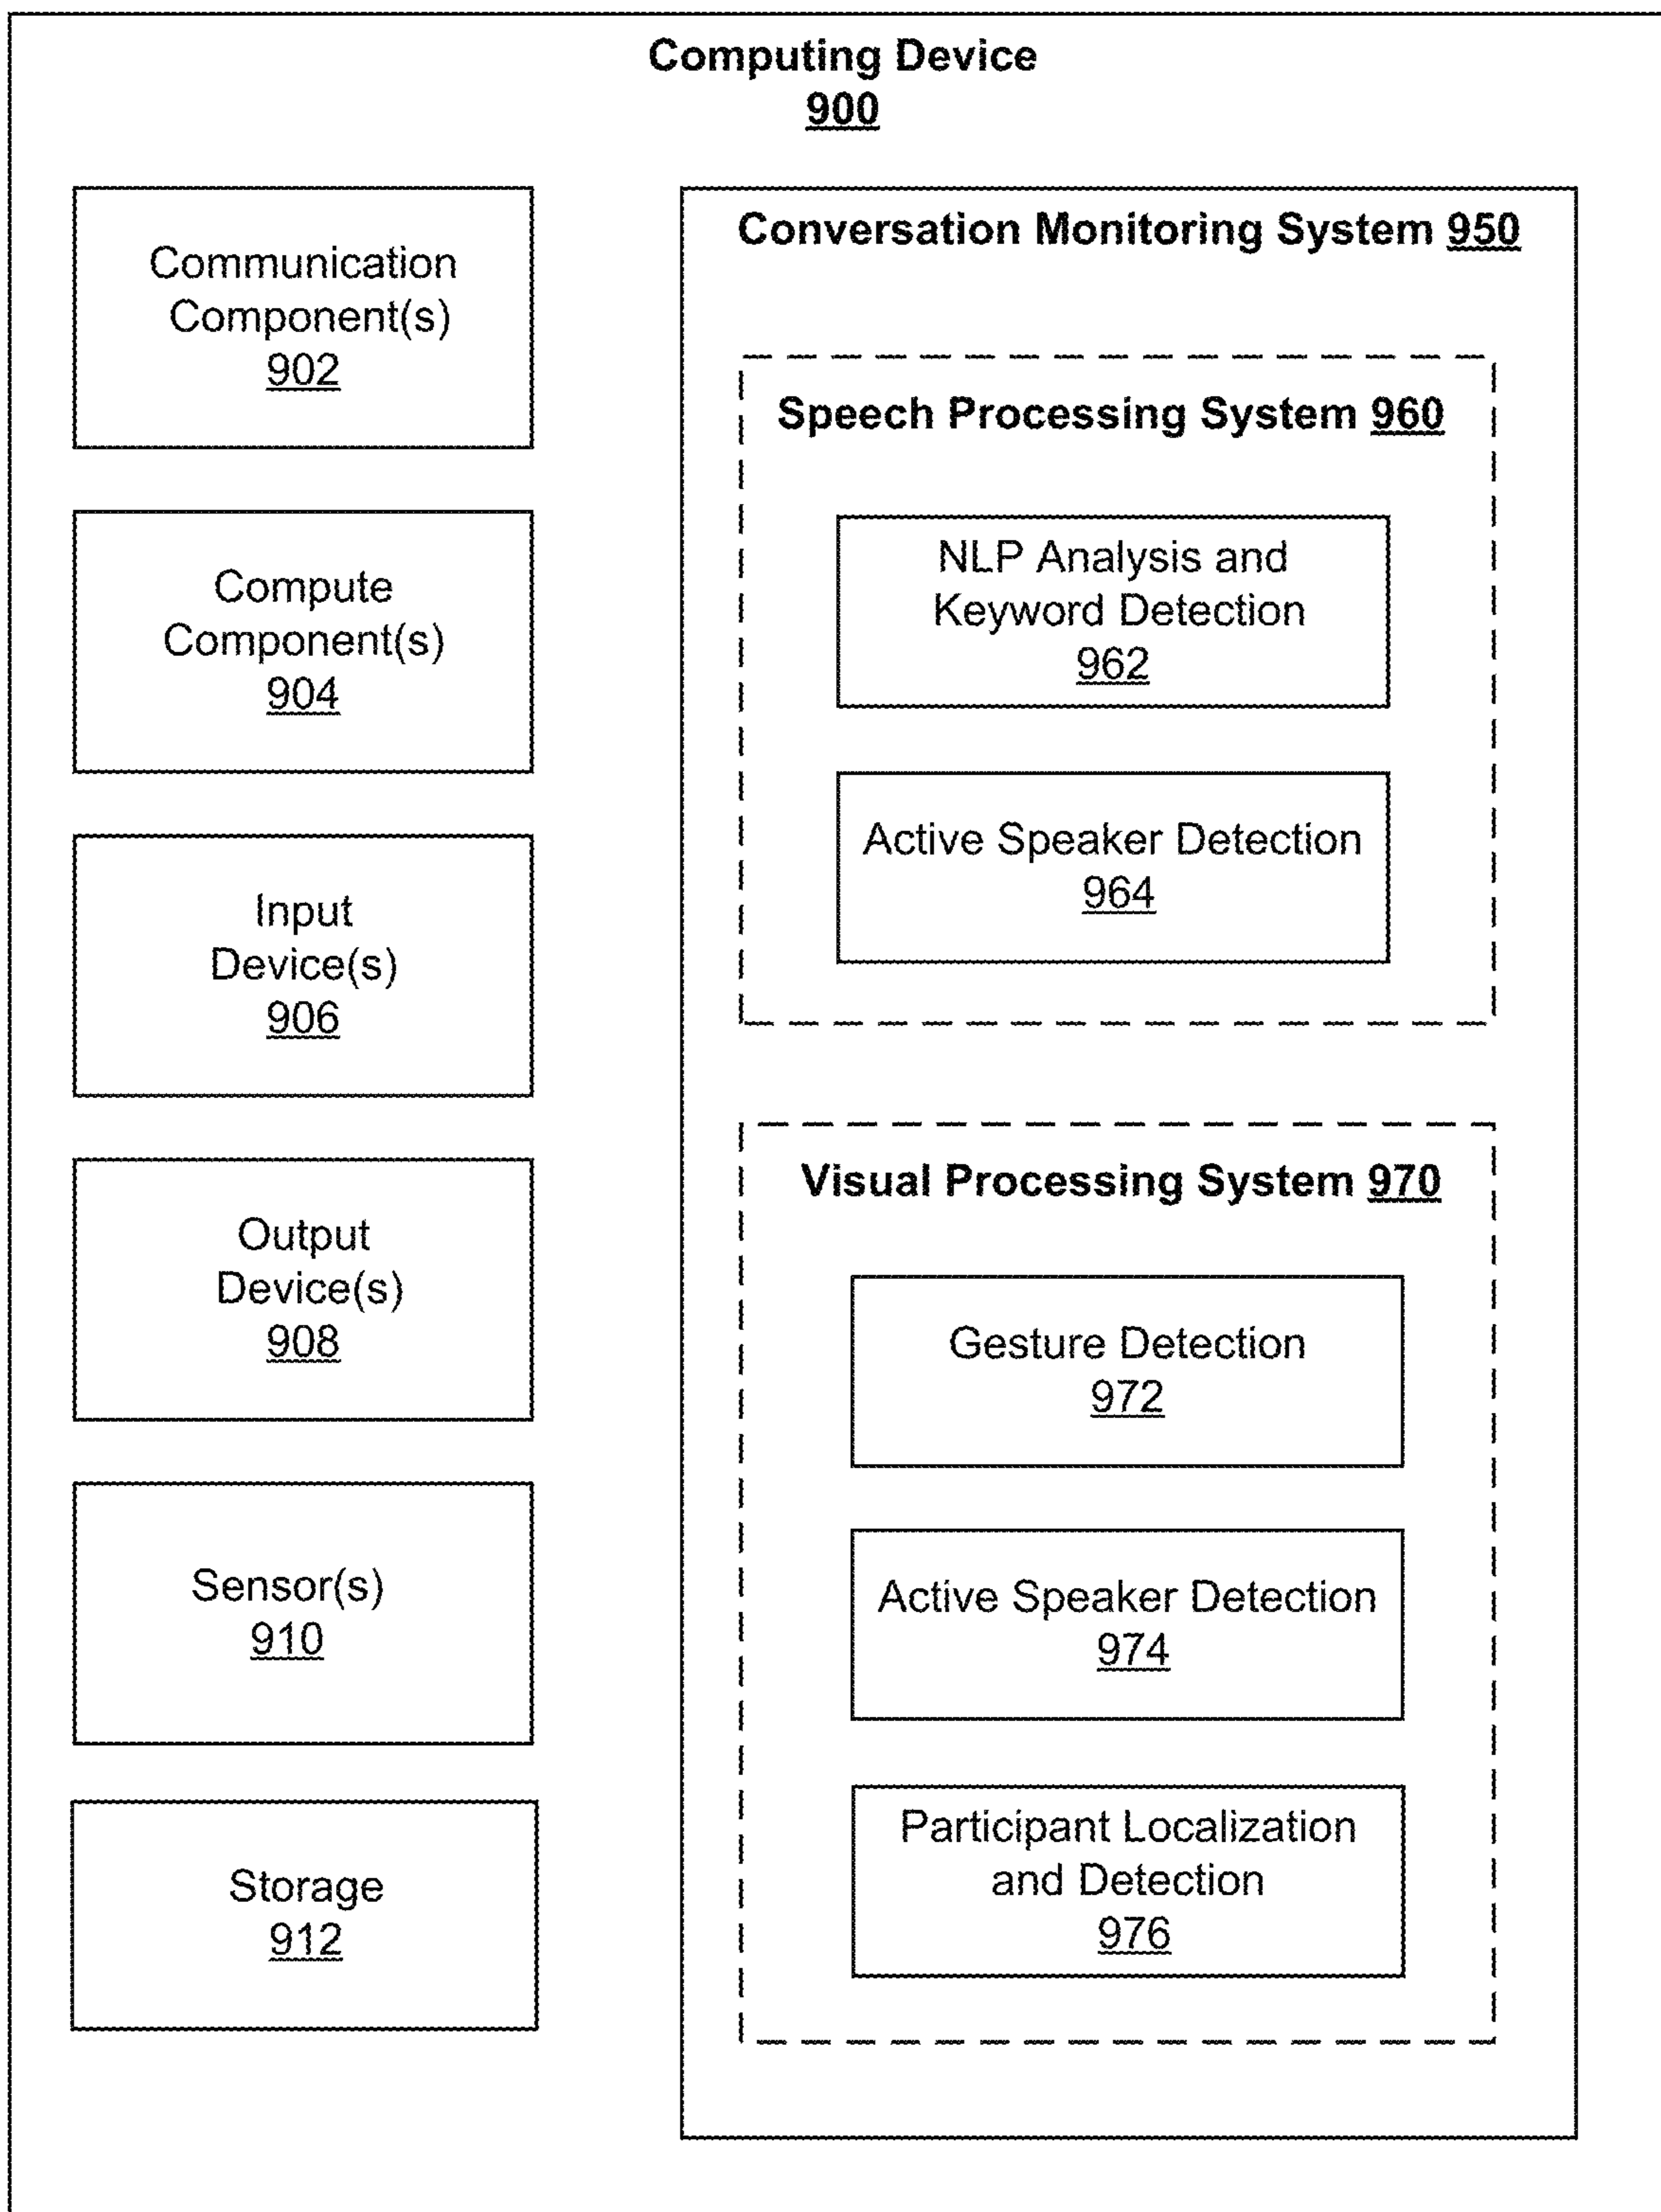 Computing Device
900
Communication
Component(s)
902
Compute
Component(s)
904
Input
Device(s)
906
Output
Device(s)
908
Sensor(s)
910
Storage
912
Conversation Monitoring System 950
Speech Processing System 960
NLP Analysis and
Keyword Detection
962
Active Speaker Detection
964
Visual Processing System 970
Gesture Detection
972
Active Speaker Detection
974
Participant Localization
and Detection
976